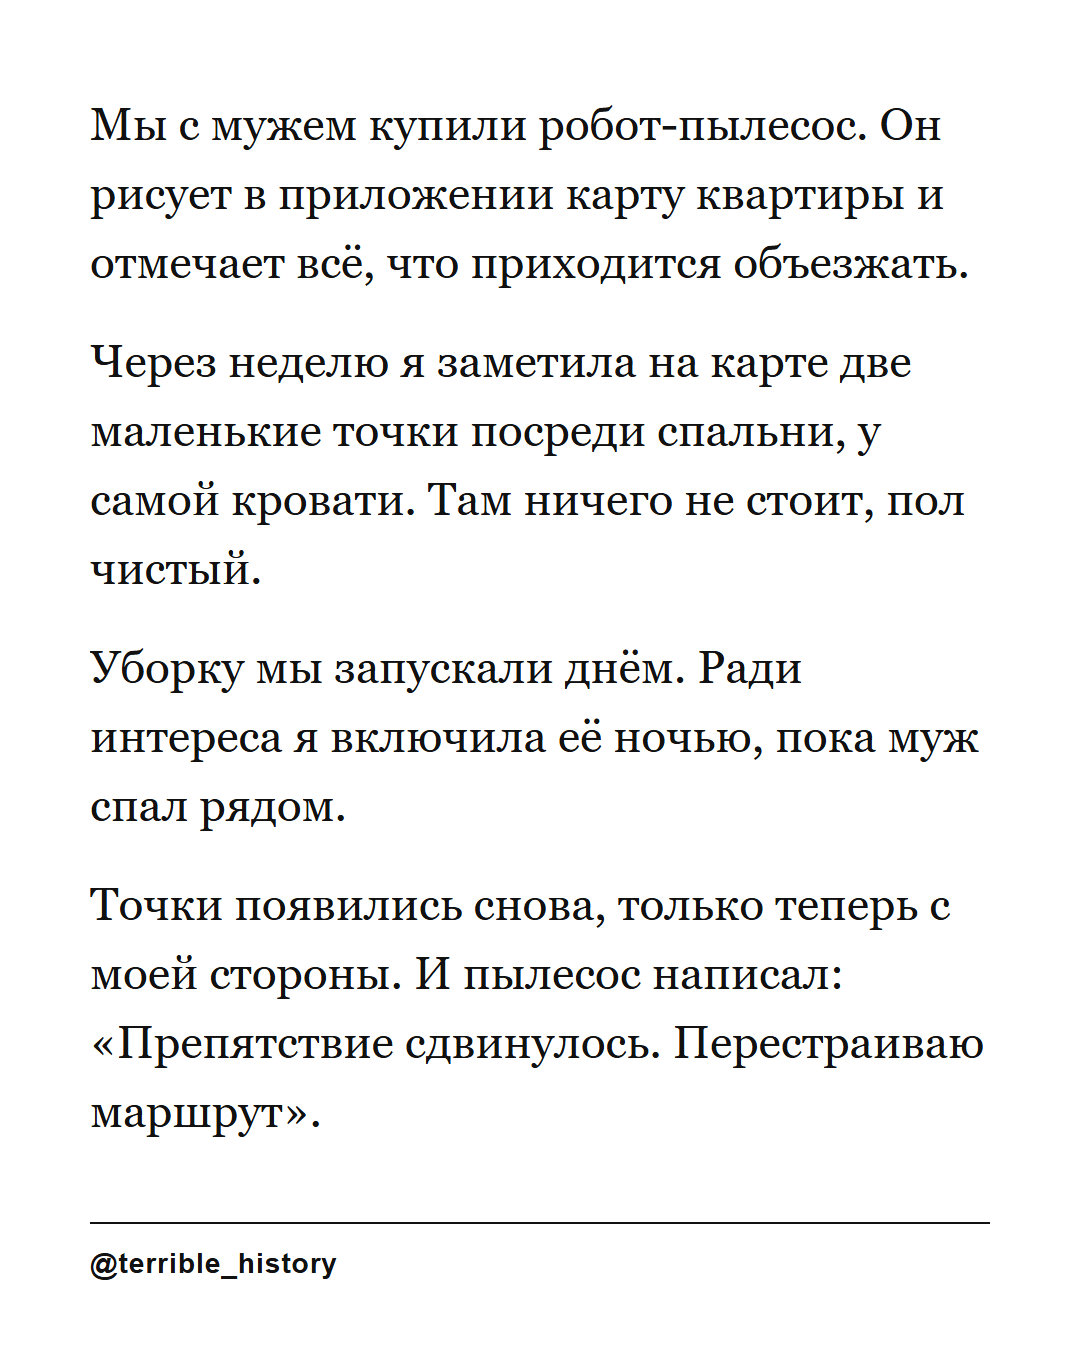 Мы с мужем купили робот-пылесос. Он
рисует в приложении карту квартиры и
отмечает всё, что приходится объезжать.
Через неделю я заметила на карте две
маленькие точки посреди спальни, у
самой кровати. Там ничего не стоит, пол
чистый.
Уборку мы запускали днём. Ради
интереса я включила её ночью, пока муж
спал рядом.
Точки появились снова, только теперь с
моей стороны. И пылесос написал:
«Препятствие сдвинулось. Перестраиваю
маршрут».
@terrible_history